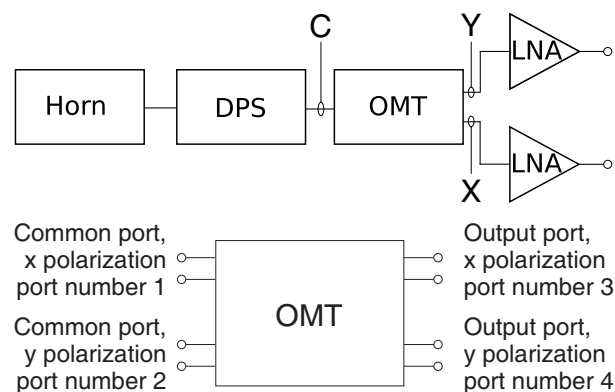 C
Y
LNA
Horn
DPS
OMT
LNA
X
Common port,
x polarization
port number 1
Common port,
y polarization
port number 2
OMT
Output port,
x polarization
port number 3
Output port,
y polarization
port number 4